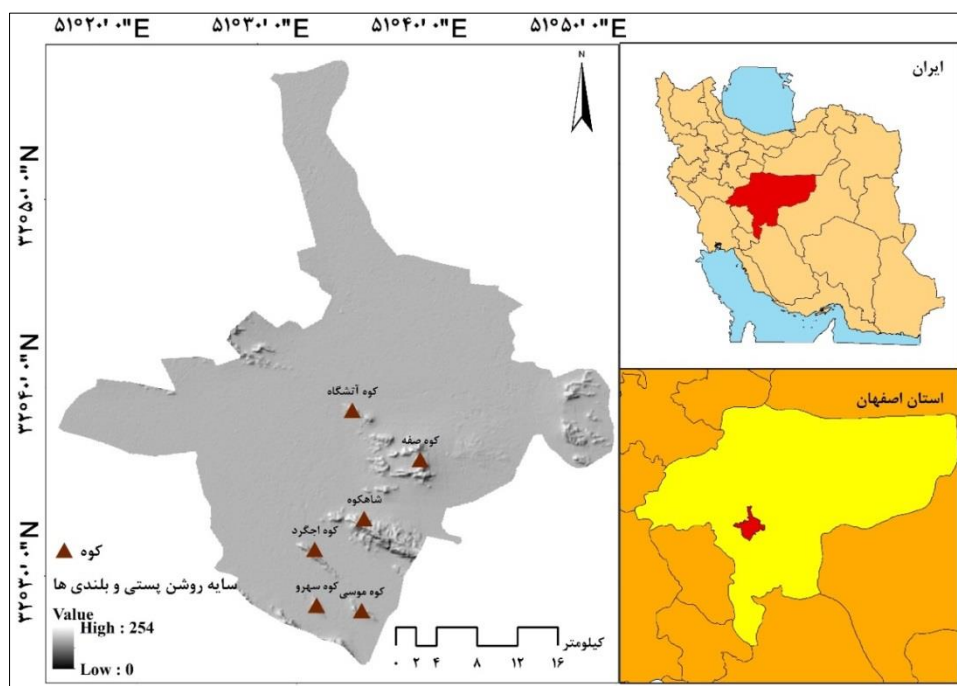 ۵۱°۲۰'۰"E ۵۱°۳۰'۰"E ۵۱°۴۰'۰"E ۵۱°۵۰'۰"E
۳۲°۵۰'۰"N
۳۲°۴۰'۰"N
۳۲°۳۰'۰"N
N
کوه آتشگاه
کوه صفه
شاهکوه
کوه اجگرد
کوه سهرو
کوه موسی
کوه
سایه روشن پستی و بلندی ها
Value
High : 254
Low : 0
کیلومتر
۰ ۲ ۴ ۸ ۱۲ ۱۶
ایران
استان اصفهان